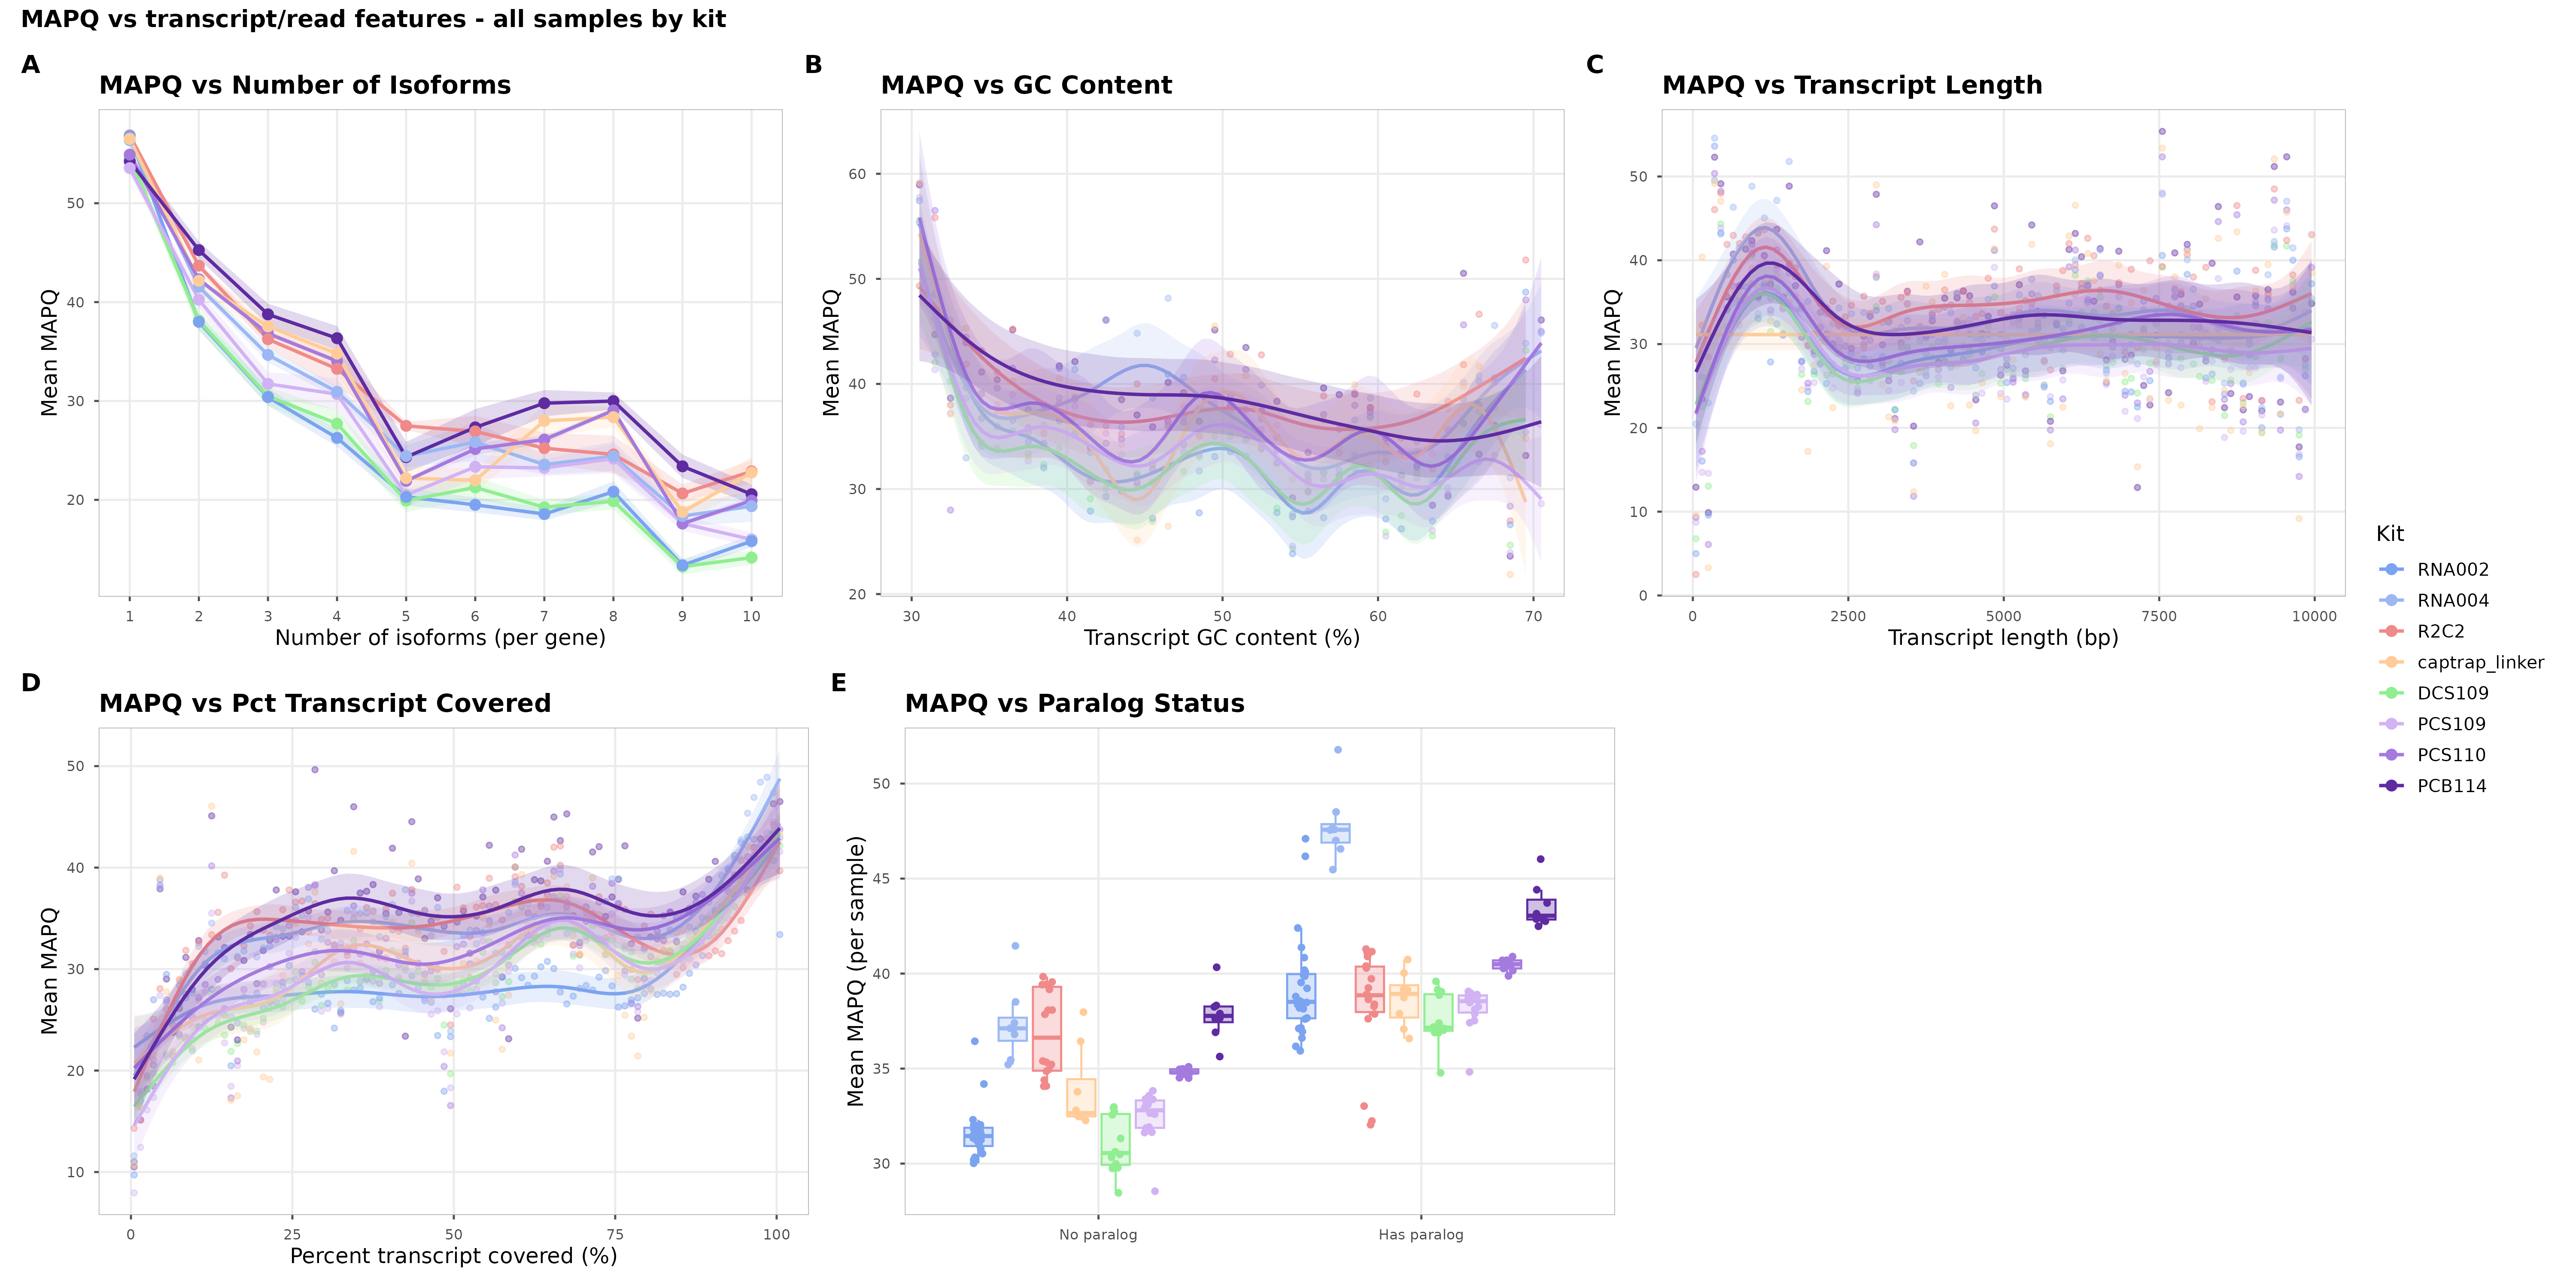 MAPQ vs transcript/read features - all samples by kit
A
MAPQ vs Number of Isoforms
Mean MAPQ
50
40
30
20
1 2 3 4 5 6 7 8 9 10
Number of isoforms (per gene)
B
MAPQ vs GC Content
Mean MAPQ
60
50
40
30
20
30 40 50 60 70
Transcript GC content (%)
C
MAPQ vs Transcript Length
Mean MAPQ
50
40
30
20
10
0
0 2500 5000 7500 10000
Transcript length (bp)
D
MAPQ vs Pct Transcript Covered
Mean MAPQ
50
40
30
20
10
0 25 50 75 100
Percent transcript covered (%)
E
MAPQ vs Paralog Status
Mean MAPQ (per sample)
50
45
40
35
30
No paralog Has paralog
Kit
RNA002
RNA004
R2C2
captrap_linker
DCS109
PCS109
PCS110
PCB114